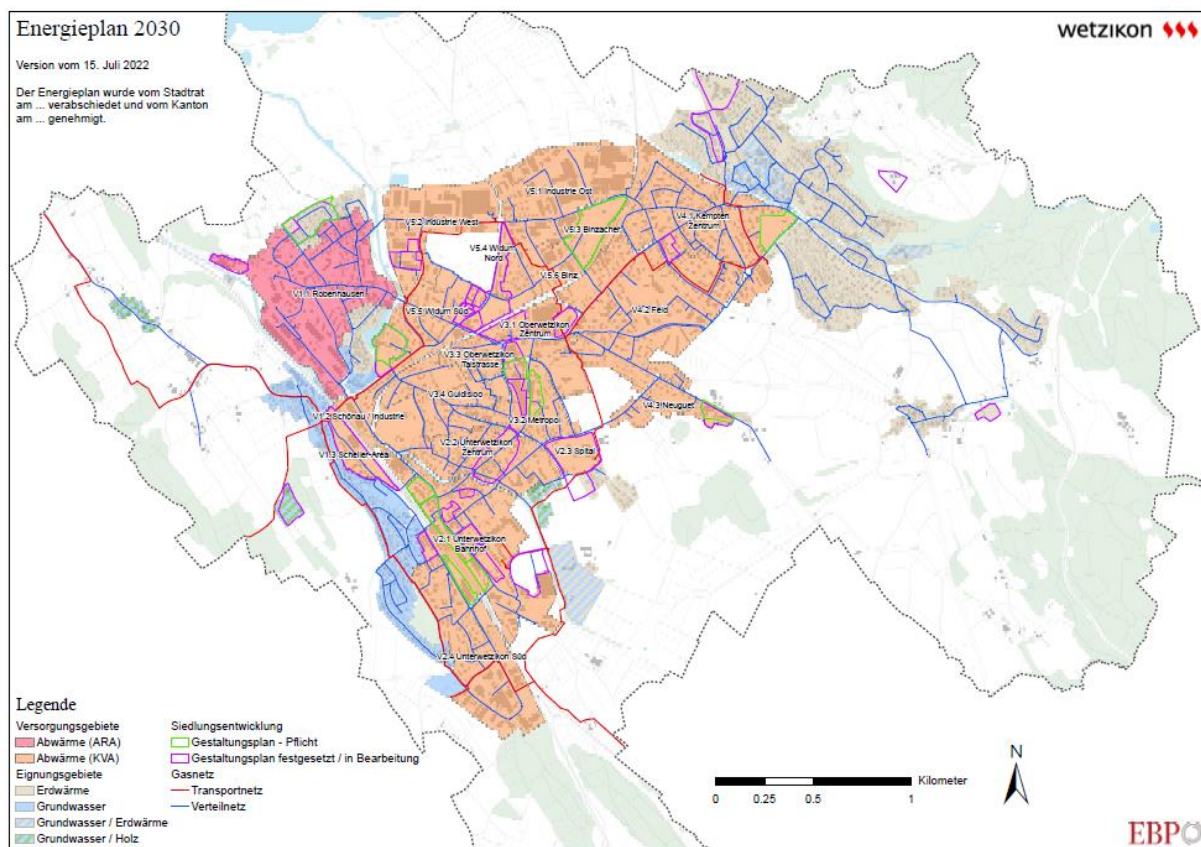 Energieplan 2030
wetzikon
Version vom 15. Juli 2022
Der Energieplan wurde vom Stadtrat
am ... verabschiedet und vom Kanton
am ... genehmigt.
V5.1 Industrie Ost
V5.2 Industrie West
V4.1 Kempten
Zentrum
V5.3 Binzacher
V5.4 Widum
Nord
V5.6 Binz
V1.1 Robenhausen
V5.5 Widum Süd
V4.2 Feld
V3.1 Oberwetzikon
Zentrum
V3.3 Oberwetzikon
Talstrasse
V3.4 Guldisloo
V4.3 Neuguet
V1.2 Schönau / Industrie
V3.2 Metropol
V2.2 Unterwetzikon
Zentrum
V2.3 Spital
V1.3 Scheller-Areal
V2.1 Unterwetzikon
Bahnhof
V2.4 Unterwetzikon Süd
Legende
Versorgungsgebiete
Abwärme (ARA)
Abwärme (KVA)
Eignungsgebiete
Erdwärme
Grundwasser
Grundwasser / Erdwärme
Grundwasser / Holz
Siedlungsentwicklung
Gestaltungsplan - Pflicht
Gestaltungsplan festgesetzt / in Bearbeitung
Gasnetz
Transportnetz
Verteilnetz
N
Kilometer
0 0.25 0.5 1
EBP